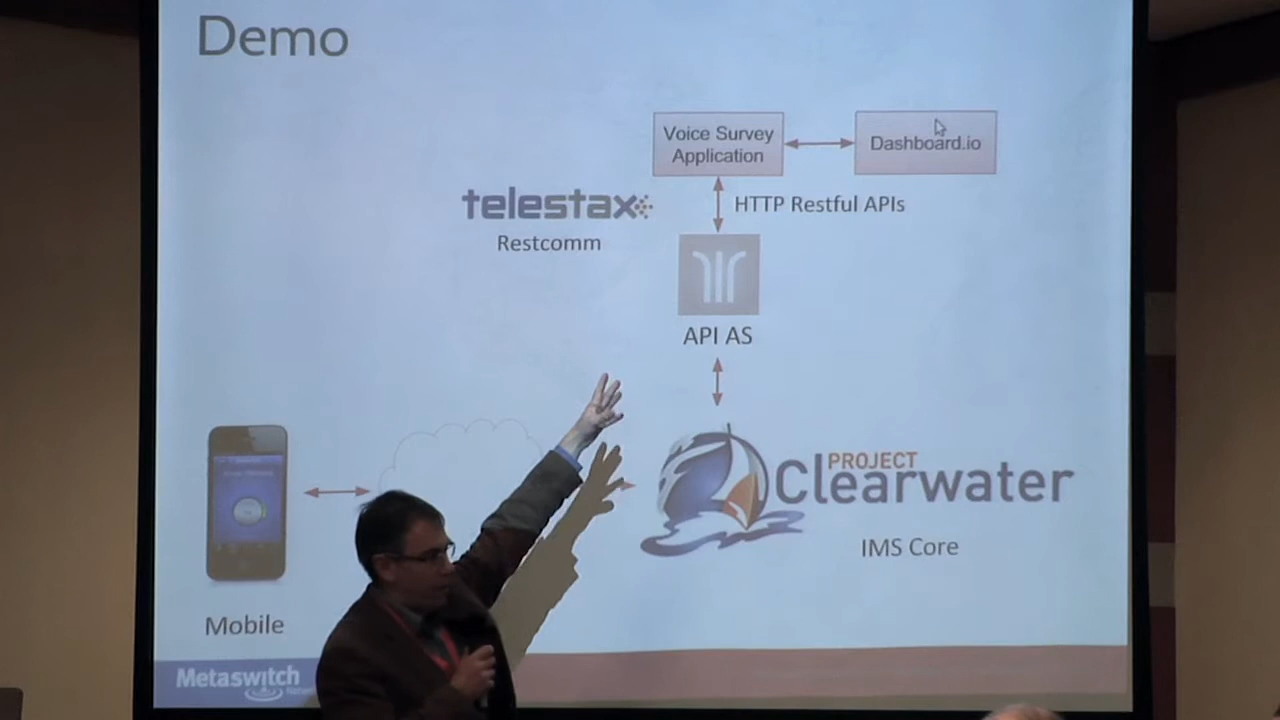 Demo
Voice Survey
Application
Dashboard.io
telestax
HTTP Restful APIs
Restcomm
API AS
PROJECT
Clearwater
IMS Core
Mobile
Metaswitch